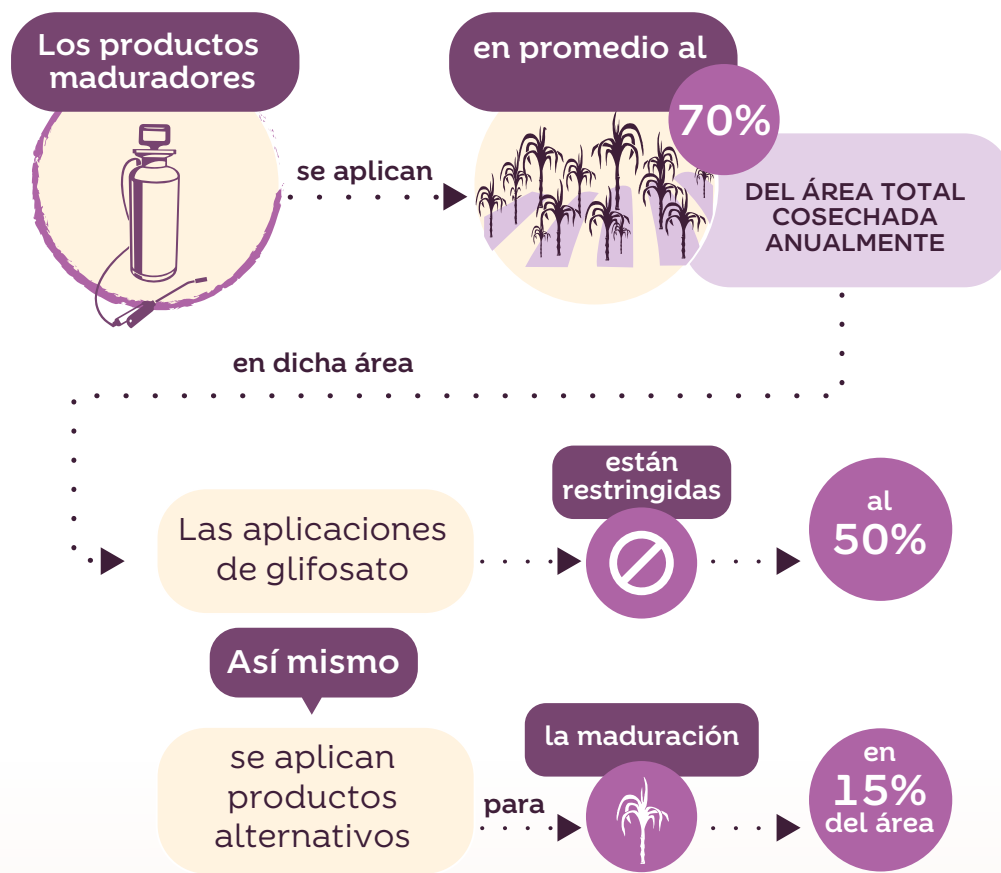 Los productos
maduradores
se aplican
en promedio al
70%
DEL ÁREA TOTAL
COSECHADA
ANUALMENTE
en dicha área
Las aplicaciones
de glifosato
están
restringidas
al
50%
Así mismo
se aplican
productos
alternativos
para
la maduración
en
15%
del área